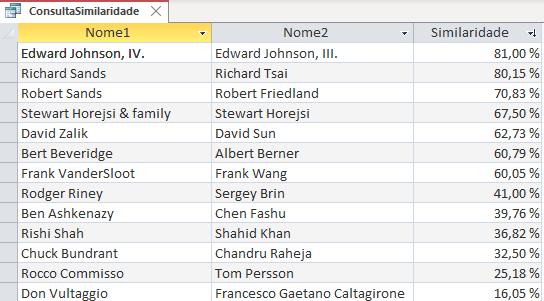 ConsultaSimilaridade
Nome1 Nome2 Similaridade
Edward Johnson, IV. Edward Johnson, III. 81,00 %
Richard Sands Richard Tsai 80,15 %
Robert Sands Robert Friedland 70,83 %
Stewart Horejsi & family Stewart Horejsi 67,50 %
David Zalik David Sun 62,73 %
Bert Beveridge Albert Berner 60,79 %
Frank VanderSloot Frank Wang 60,05 %
Rodger Riney Sergey Brin 41,00 %
Ben Ashkenazy Chen Fashu 39,76 %
Rishi Shah Shahid Khan 36,82 %
Chuck Bundrant Chandru Raheja 32,50 %
Rocco Commisso Tom Persson 25,18 %
Don Vultaggio Francesco Gaetano Caltagirone 16,05 %